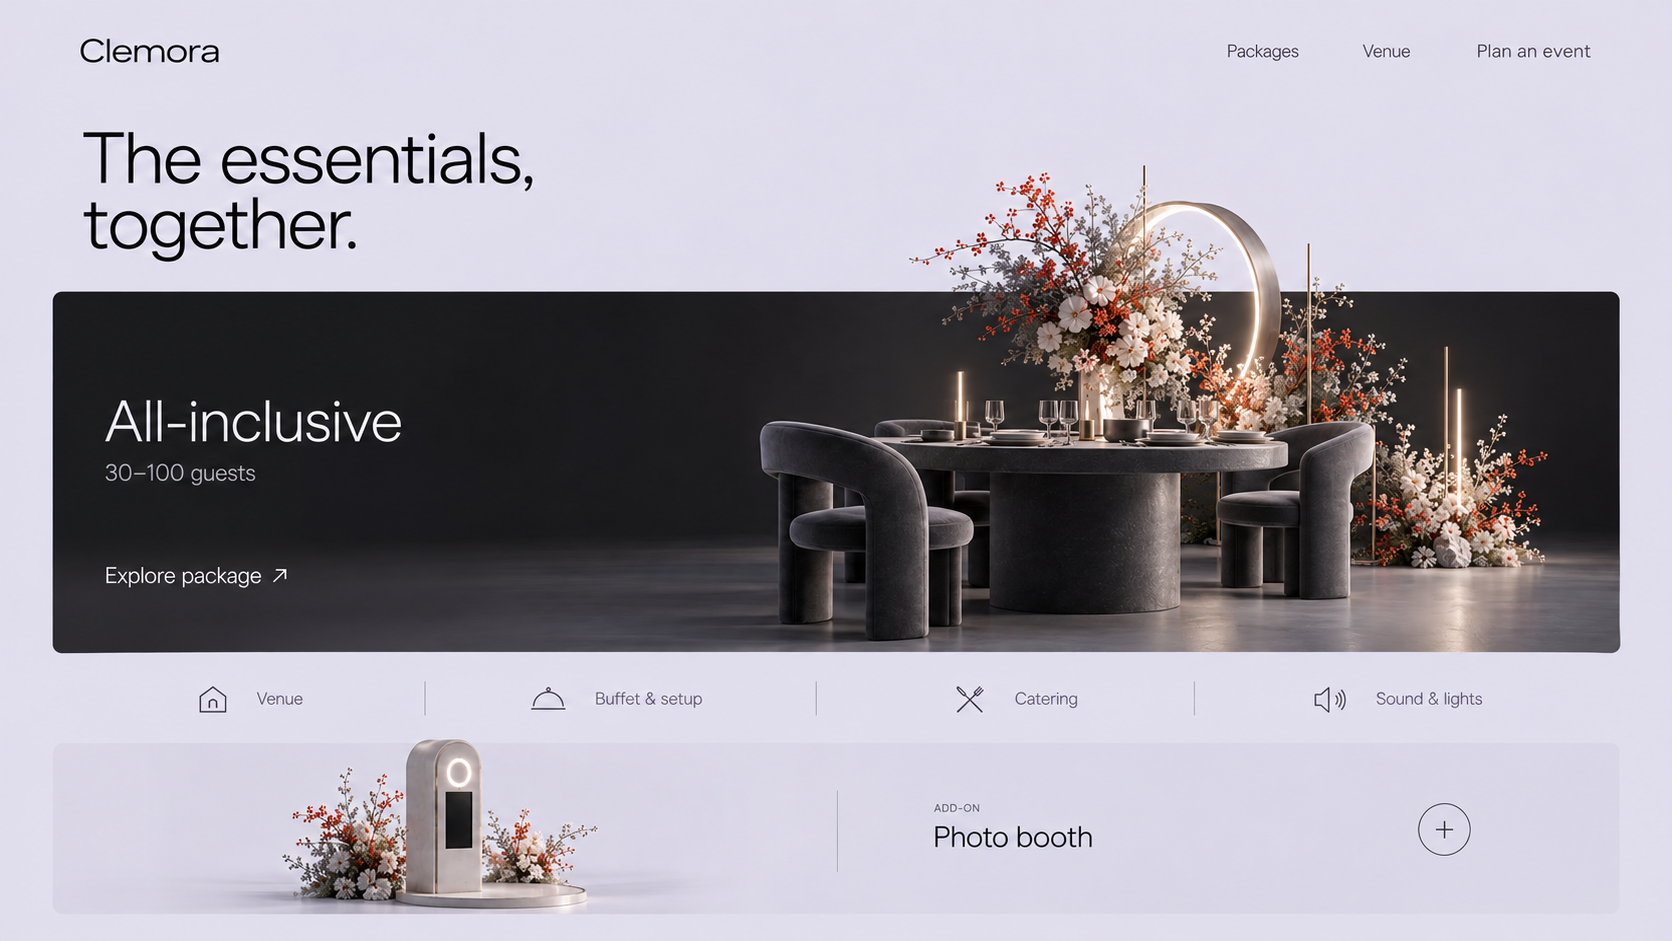 Clemora
Packages
Venue
Plan an event
The essentials,
together.
All-inclusive
30–100 guests
Explore package
Venue
Buffet & setup
Catering
Sound & lights
ADD-ON
Photo booth